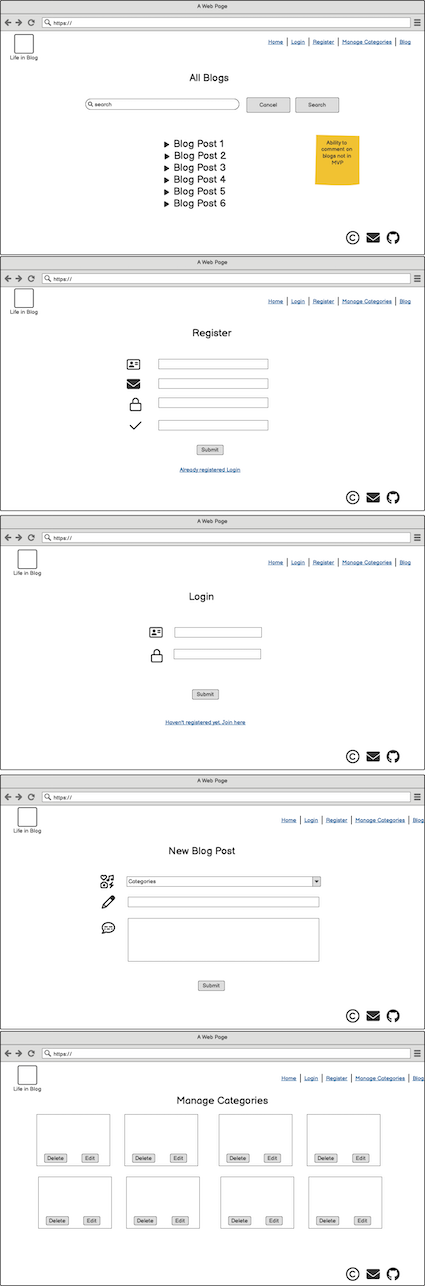 A Web Page
https://
Life in Blog
Home Login Register Manage Categories Blog
All Blogs
search
Cancel
Search
Blog Post 1
Blog Post 2
Blog Post 3
Blog Post 4
Blog Post 5
Blog Post 6
Ability to
comment on
blogs not in
MVP
A Web Page
https://
Life in Blog
Home Login Register Manage Categories Blog
Register
Submit
Already registered Login
A Web Page
https://
Life in Blog
Home Login Register Manage Categories Blog
Login
Submit
Haven't registered yet, Join here
A Web Page
https://
Life in Blog
Home Login Register Manage Categories Blog
New Blog Post
Categories
Submit
A Web Page
https://
Life in Blog
Home Login Register Manage Categories Blog
Manage Categories
Delete Edit Delete Edit Delete Edit Delete Edit
Delete Edit Delete Edit Delete Edit Delete Edit